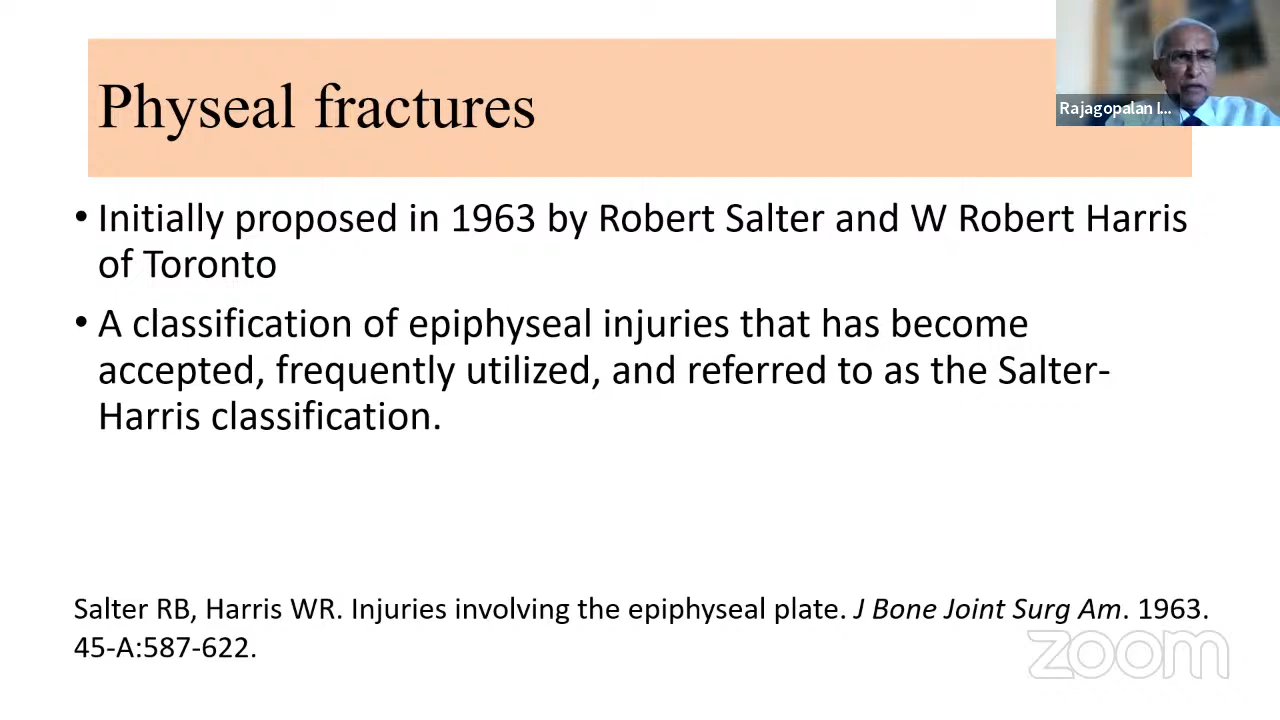 Physeal fractures
Rajagopalan I...
• Initially proposed in 1963 by Robert Salter and W Robert Harris
of Toronto
• A classification of epiphyseal injuries that has become
accepted, frequently utilized, and referred to as the Salter-
Harris classification.
Salter RB, Harris WR. Injuries involving the epiphyseal plate. J Bone Joint Surg Am. 1963.
45-A:587-622.
zoom